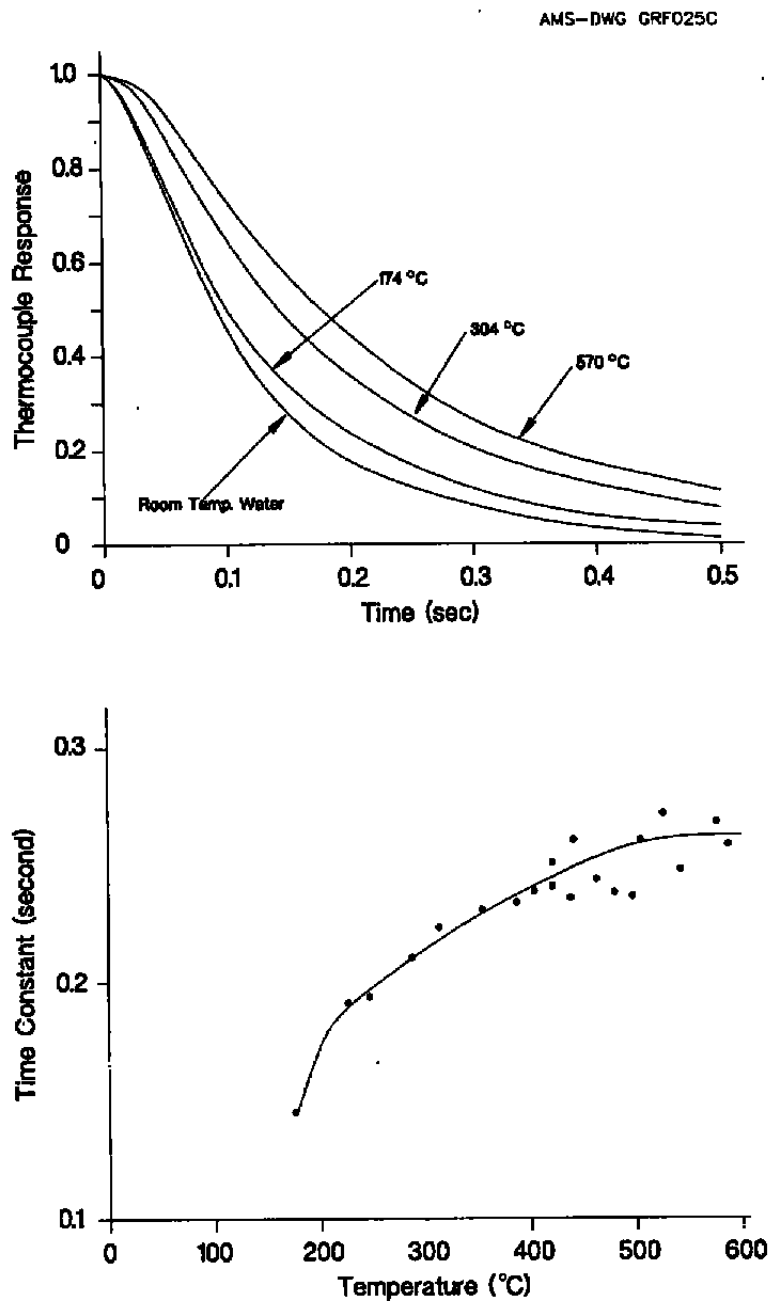 AMS-DWG GRF025C
1.0
0.8
0.6
0.4
0.2
0
Thermocouple Response
174 °C
304 °C
570 °C
Room Temp. Water
0 0.1 0.2 0.3 0.4 0.5
Time (sec)
0.3
0.2
0.1
Time Constant (second)
0 100 200 300 400 500 600
Temperature (°C)